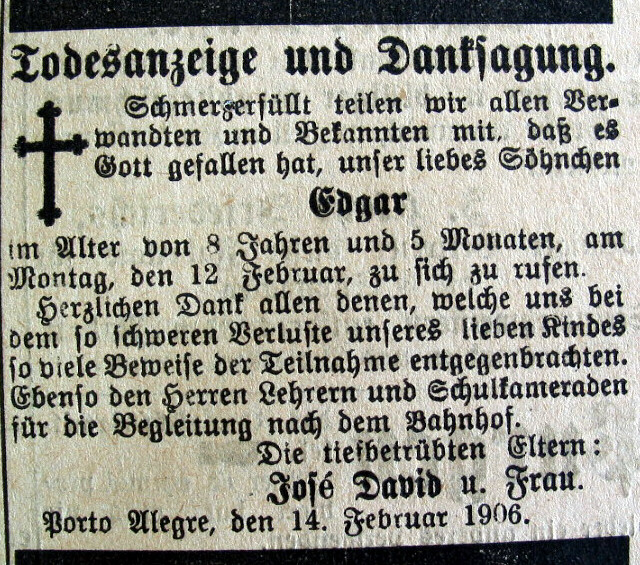 Todesanzeige und Danksagung.
Schmerzerfüllt teilen wir allen Ver-
wandten und Bekannten mit, daß es
Gott gefallen hat, unser liebes Söhnchen
Edgar
im Alter von 8 Jahren und 5 Monaten, am
Montag, den 12 Februar, zu sich zu rufen.
Herzlichen Dank allen denen, welche uns bei
dem so schweren Verluste unseres lieben Kindes
so viele Beweise der Teilnahme entgegenbrachten.
Ebenso den Herren Lehrern und Schulkameraden
für die Begleitung nach dem Bahnhof.
Die tiefbetrübten Eltern:
José David u. Frau.
Porto Alegre, den 14. Februar 1906.